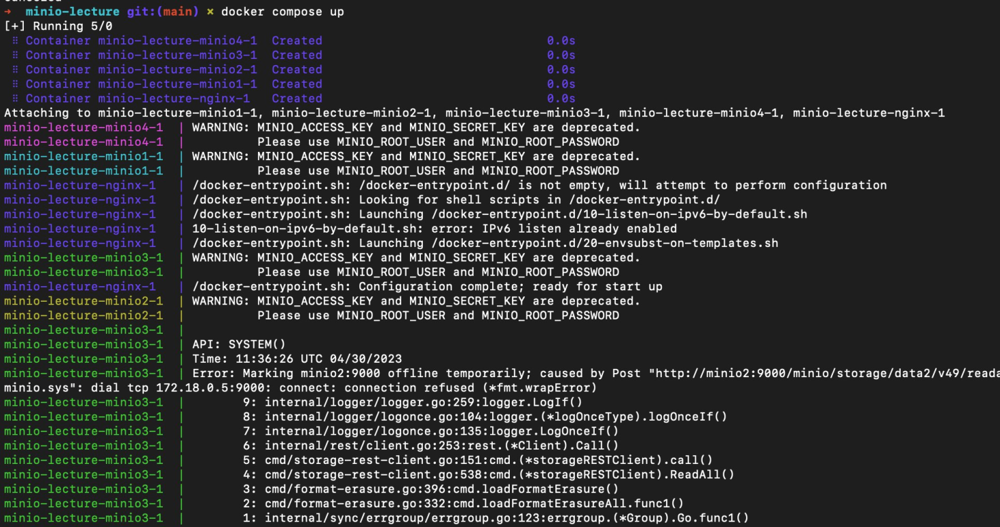 → minio-lecture git:(main) × docker compose up
[+] Running 5/0
⠿ Container minio-lecture-minio4-1 Created 0.0s
⠿ Container minio-lecture-minio3-1 Created 0.0s
⠿ Container minio-lecture-minio2-1 Created 0.0s
⠿ Container minio-lecture-minio1-1 Created 0.0s
⠿ Container minio-lecture-nginx-1 Created 0.0s
Attaching to minio-lecture-minio1-1, minio-lecture-minio2-1, minio-lecture-minio3-1, minio-lecture-minio4-1, minio-lecture-nginx-1
minio-lecture-minio4-1 | WARNING: MINIO_ACCESS_KEY and MINIO_SECRET_KEY are deprecated.
minio-lecture-minio4-1 | Please use MINIO_ROOT_USER and MINIO_ROOT_PASSWORD
minio-lecture-minio1-1 | WARNING: MINIO_ACCESS_KEY and MINIO_SECRET_KEY are deprecated.
minio-lecture-minio1-1 | Please use MINIO_ROOT_USER and MINIO_ROOT_PASSWORD
minio-lecture-nginx-1 | /docker-entrypoint.sh: /docker-entrypoint.d/ is not empty, will attempt to perform configuration
minio-lecture-nginx-1 | /docker-entrypoint.sh: Looking for shell scripts in /docker-entrypoint.d/
minio-lecture-nginx-1 | /docker-entrypoint.sh: Launching /docker-entrypoint.d/10-listen-on-ipv6-by-default.sh
minio-lecture-nginx-1 | 10-listen-on-ipv6-by-default.sh: error: IPv6 listen already enabled
minio-lecture-nginx-1 | /docker-entrypoint.sh: Launching /docker-entrypoint.d/20-envsubst-on-templates.sh
minio-lecture-minio3-1 | WARNING: MINIO_ACCESS_KEY and MINIO_SECRET_KEY are deprecated.
minio-lecture-minio3-1 | Please use MINIO_ROOT_USER and MINIO_ROOT_PASSWORD
minio-lecture-nginx-1 | /docker-entrypoint.sh: Configuration complete; ready for start up
minio-lecture-minio2-1 | WARNING: MINIO_ACCESS_KEY and MINIO_SECRET_KEY are deprecated.
minio-lecture-minio2-1 | Please use MINIO_ROOT_USER and MINIO_ROOT_PASSWORD
minio-lecture-minio3-1 |
minio-lecture-minio3-1 | API: SYSTEM()
minio-lecture-minio3-1 | Time: 11:36:26 UTC 04/30/2023
minio-lecture-minio3-1 | Error: Marking minio2:9000 offline temporarily; caused by Post "http://minio2:9000/minio/storage/data2/v49/reada
minio.sys": dial tcp 172.18.0.5:9000: connect: connection refused (*fmt.wrapError)
minio-lecture-minio3-1 | 9: internal/logger/logger.go:259:logger.LogIf()
minio-lecture-minio3-1 | 8: internal/logger/logonce.go:104:logger.(*logOnceType).logOnceIf()
minio-lecture-minio3-1 | 7: internal/logger/logonce.go:135:logger.LogOnceIf()
minio-lecture-minio3-1 | 6: internal/rest/client.go:253:rest.(*Client).Call()
minio-lecture-minio3-1 | 5: cmd/storage-rest-client.go:151:cmd.(*storageRESTClient).call()
minio-lecture-minio3-1 | 4: cmd/storage-rest-client.go:538:cmd.(*storageRESTClient).ReadAll()
minio-lecture-minio3-1 | 3: cmd/format-erasure.go:396:cmd.loadFormatErasure()
minio-lecture-minio3-1 | 2: cmd/format-erasure.go:332:cmd.loadFormatErasureAll.func1()
minio-lecture-minio3-1 | 1: internal/sync/errgroup/errgroup.go:123:errgroup.(*Group).Go.func1()